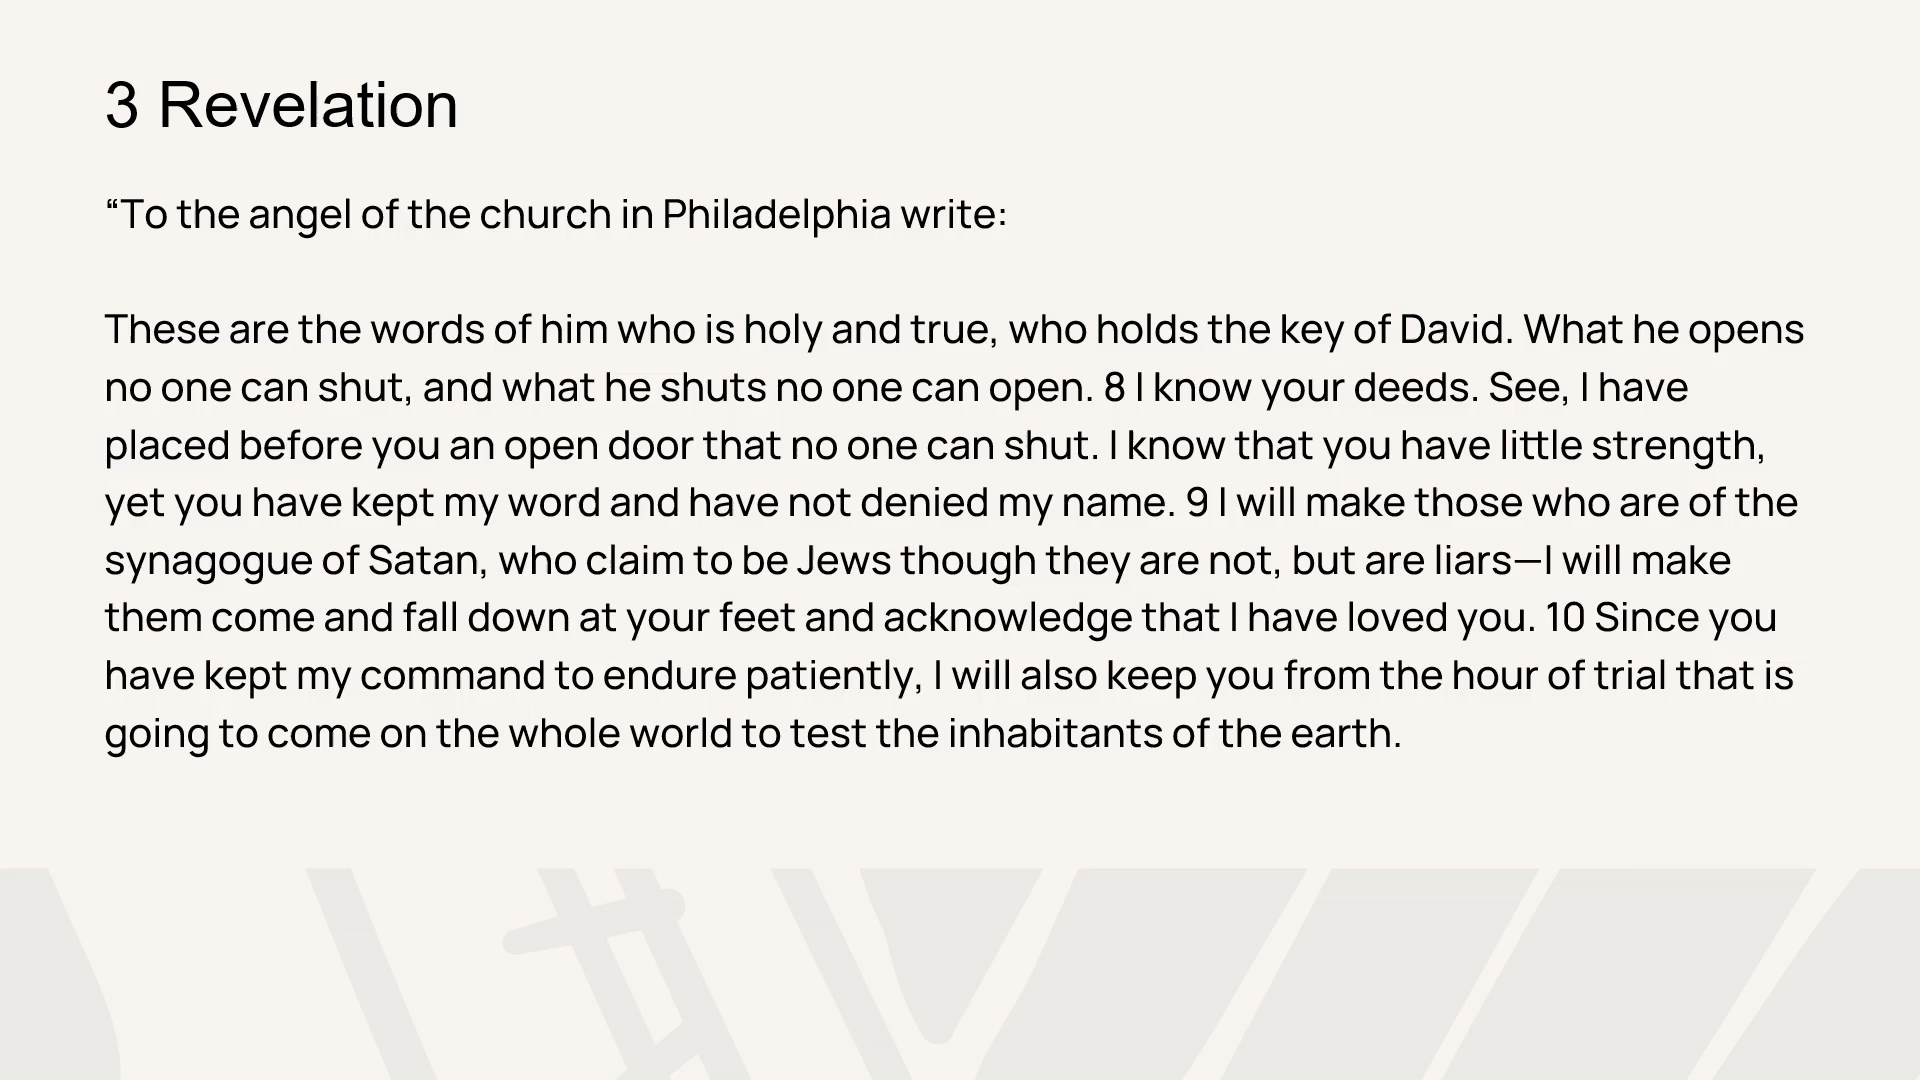 3 Revelation
“To the angel of the church in Philadelphia write:
These are the words of him who is holy and true, who holds the key of David. What he opens
no one can shut, and what he shuts no one can open. 8 I know your deeds. See, I have
placed before you an open door that no one can shut. I know that you have little strength,
yet you have kept my word and have not denied my name. 9 I will make those who are of the
synagogue of Satan, who claim to be Jews though they are not, but are liars—I will make
them come and fall down at your feet and acknowledge that I have loved you. 10 Since you
have kept my command to endure patiently, I will also keep you from the hour of trial that is
going to come on the whole world to test the inhabitants of the earth.